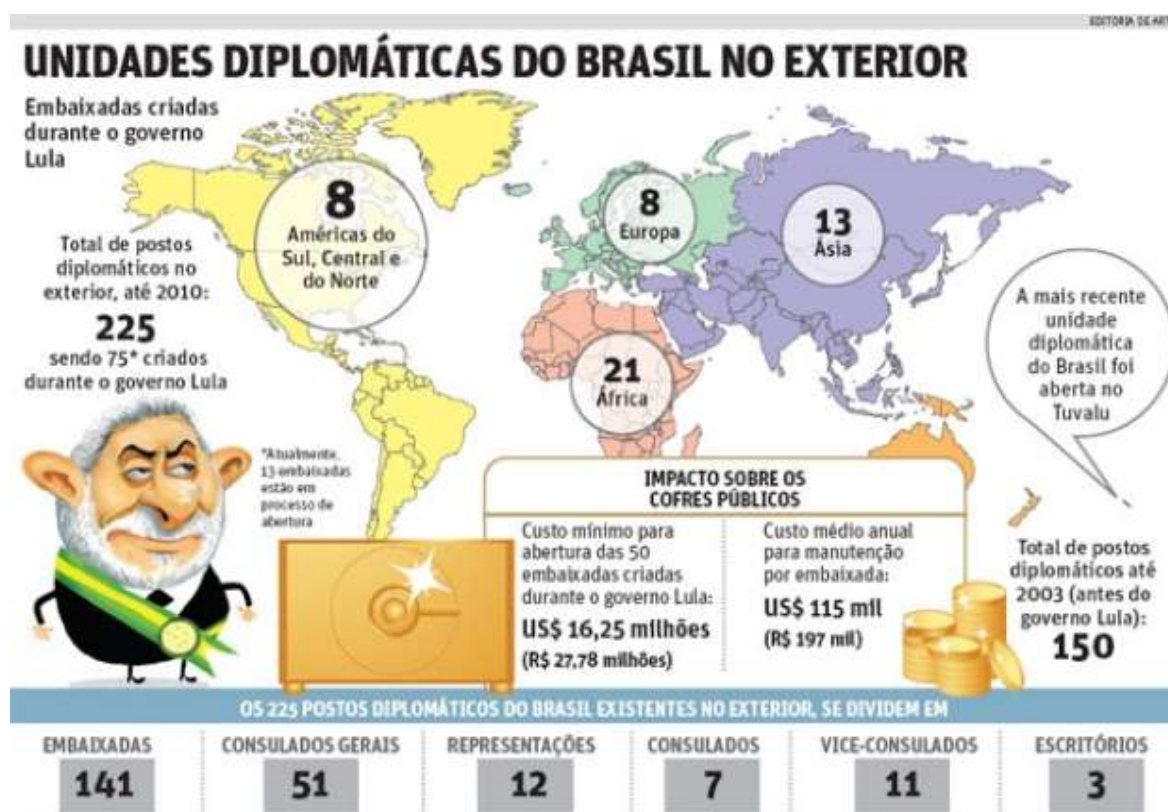 EDITORIA DE ART
UNIDADES DIPLOMÁTICAS DO BRASIL NO EXTERIOR
Embaixadas criadas
durante o governo
Lula
8
Américas do
Sul, Central e
do Norte
8
Europa
13
Ásia
21
África
Total de postos
diplomáticos no
exterior, até 2010:
225
sendo 75* criados
durante o governo Lula
*Atualmente,
13 embaixadas
estão em
processo de
abertura
A mais recente
unidade
diplomática
do Brasil foi
aberta no
Tuvalu
IMPACTO SOBRE OS
COFRES PÚBLICOS
Custo mínimo para
abertura das 50
embaixadas criadas
durante o governo Lula:
US$ 16,25 milhões
(R$ 27,78 milhões)
Custo médio anual
para manutenção
por embaixada:
US$ 115 mil
(R$ 197 mil)
Total de postos
diplomáticos até
2003 (antes do
governo Lula):
150
OS 225 POSTOS DIPLOMÁTICOS DO BRASIL EXISTENTES NO EXTERIOR, SE DIVIDEM EM
EMBAIXADAS
141
CONSULADOS GERAIS
51
REPRESENTAÇÕES
12
CONSULADOS
7
VICE-CONSULADOS
11
ESCRITÓRIOS
3